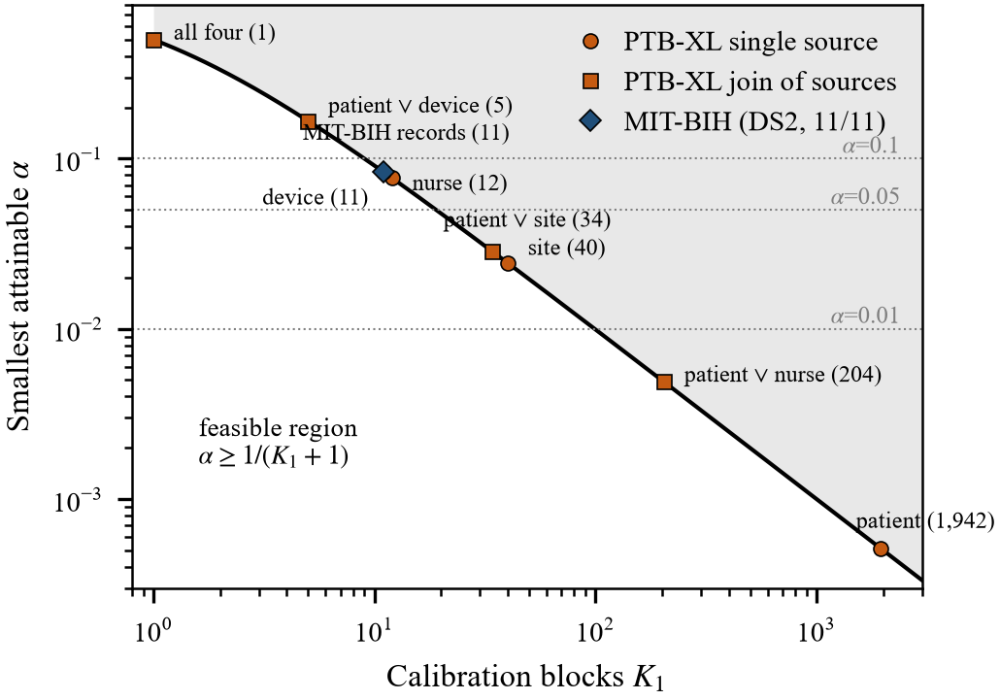 all four (1)
patient ∨ device (5)
MIT-BIH records (11)
device (11)
nurse (12)
patient ∨ site (34)
site (40)
patient ∨ nurse (204)
patient (1,942)
PTB-XL single source
PTB-XL join of sources
MIT-BIH (DS2, 11/11)
α=0.1
α=0.05
α=0.01
feasible region
α ≥ 1/(K₁ + 1)
Smallest attainable α
10⁻¹
10⁻²
10⁻³
10⁰
10¹
10²
10³
Calibration blocks K₁